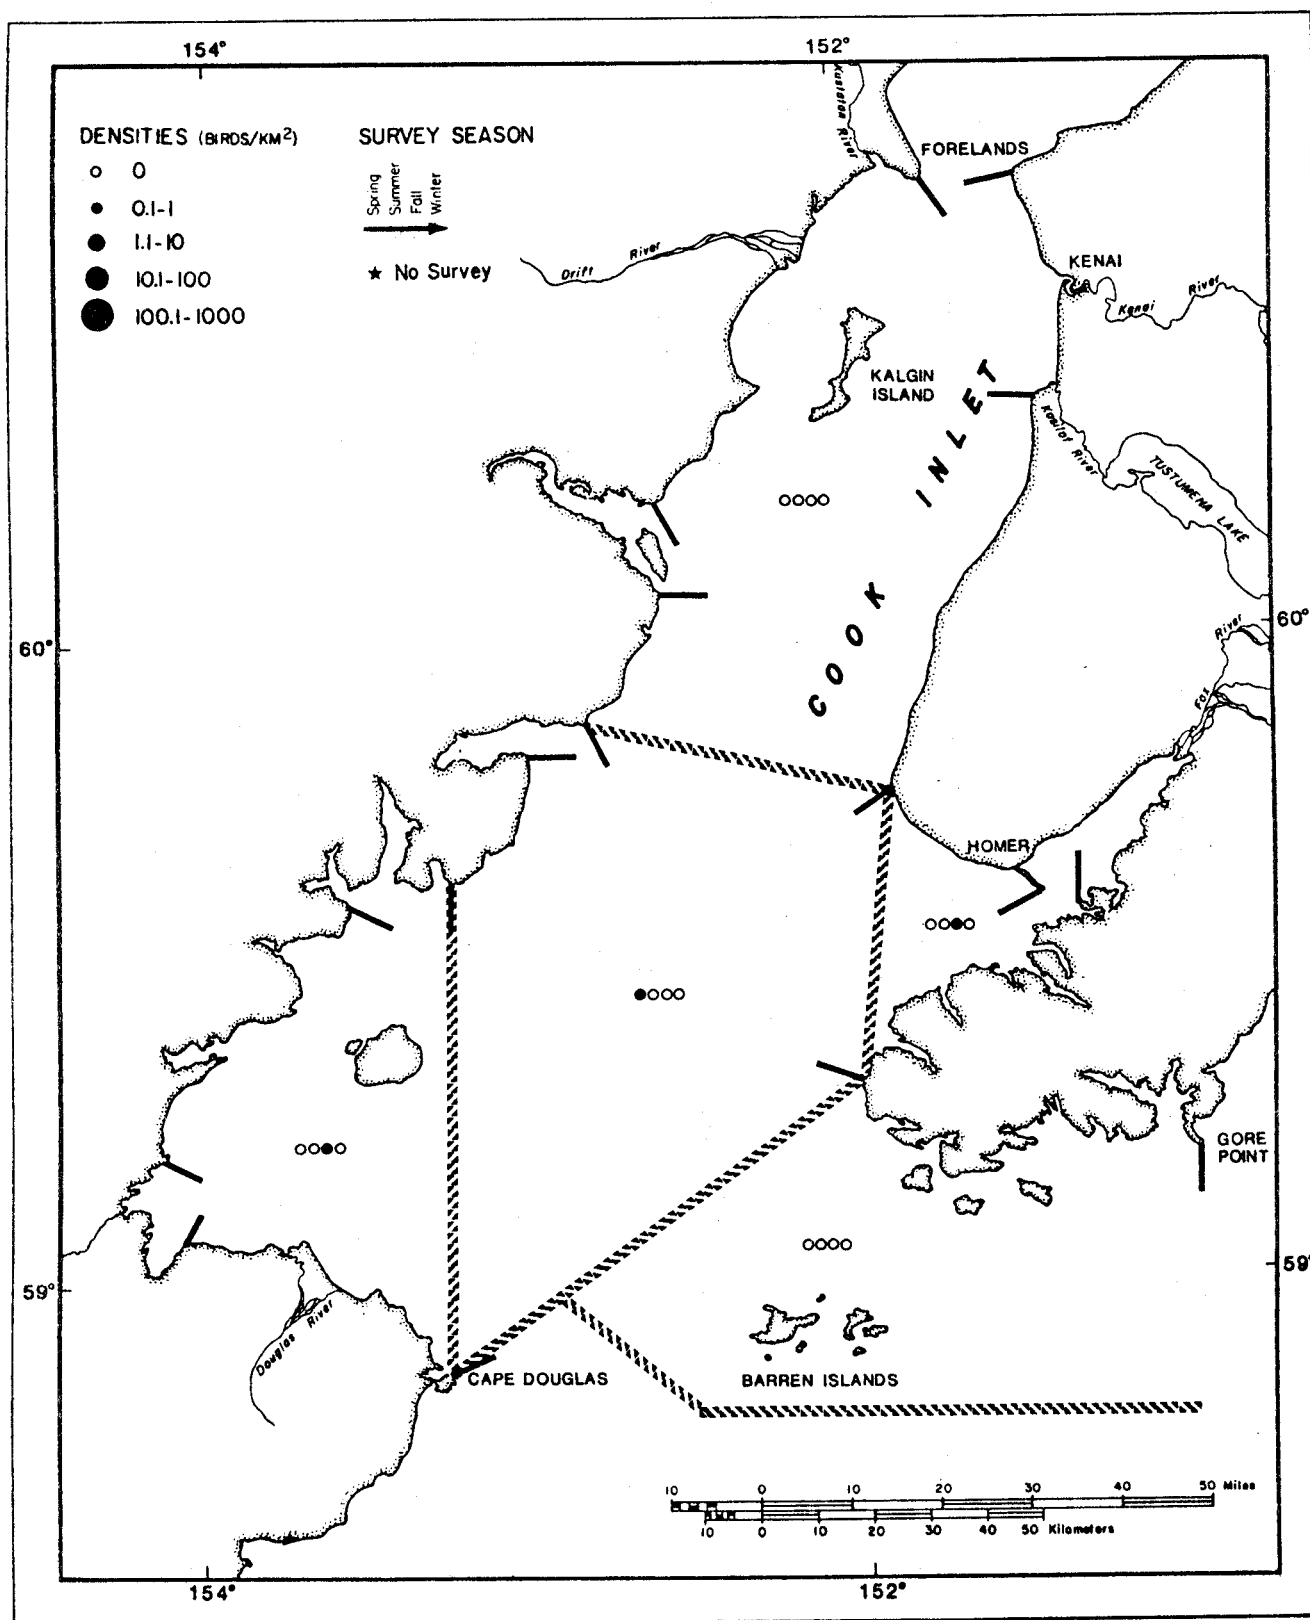 154° 152°
DENSITIES (BIRDS/KM²)
0
0.1-1
1.1-10
10.1-100
100.1-1000
SURVEY SEASON
Spring
Summer
Fall
Winter
★ No Survey
Kustatan River
FORELANDS
Drift River
KENAI
Kenai River
KALGIN
ISLAND
Kasilof River
TUSTUMENA LAKE
COOK INLET
60° 60°
Fox River
HOMER
GORE
POINT
59° 59°
Douglas River
CAPE DOUGLAS
BARREN ISLANDS
10 0 10 20 30 40 50 Miles
10 0 10 20 30 40 50 Kilometers
154° 152°